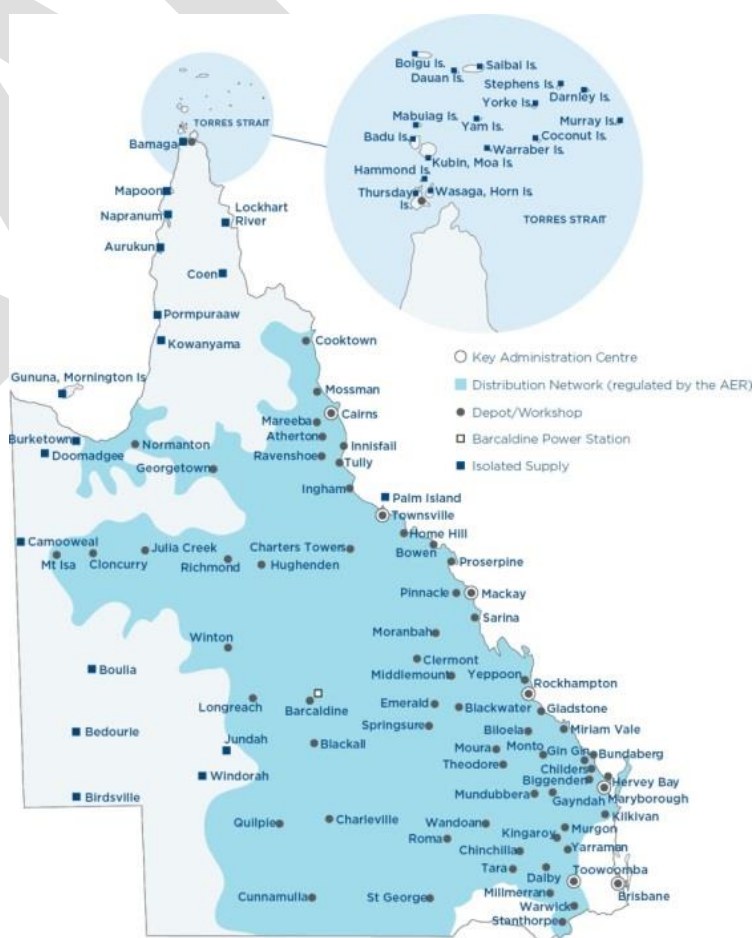 Boigu Is.
Saibai Is.
Dauan Is.
Stephens Is.
Darnley Is.
Yorke Is.
Mabuiag Is.
Yam Is.
Murray Is.
Badu Is.
Coconut Is.
Warraber Is.
Kubin, Moa Is.
Hammond Is.
Thursday
Is.
Wasaga, Horn Is.
TORRES STRAIT
TORRES STRAIT
Bamaga
Mapoon
Napranum
Lockhart
River
Aurukun
Coen
Pormpuraaw
Kowanyama
Cooktown
Gununa, Mornington Is
Mossman
Cairns
Mareeba
Atherton
Burketown
Normanton
Innisfail
Doomadgee
Ravenshoe
Georgetown
Tully
Ingham
Palm Island
Townsville
Key Administration Centre
Distribution Network (regulated by the AER)
Depot/Workshop
Barcaldine Power Station
Isolated Supply
Camooweal
Mt Isa
Cloncurry
Julia Creek
Richmond
Hughenden
Charters Towers
Home Hill
Bowen
Proserpine
Pinnacle
Mackay
Sarina
Moranbah
Winton
Clermont
Middlemount
Yeppoon
Boulia
Rockhampton
Longreach
Barcaldine
Emerald
Blackwater
Gladstone
Springsure
Biloela
Miriam Vale
Bedourie
Jundah
Blackall
Moura
Monto
Gin Gin
Bundaberg
Theodore
Childers
Windorah
Biggenden
Hervey Bay
Birdsville
Mundubbera
Gayndah
Maryborough
Kilkivan
Quilpie
Charleville
Wandoan
Murgon
Roma
Kingaroy
Chinchilla
Yarraman
Tara
Dalby
Toowoomba
Cunnamulla
St George
Millmerran
Brisbane
Warwick
Stanthorpe